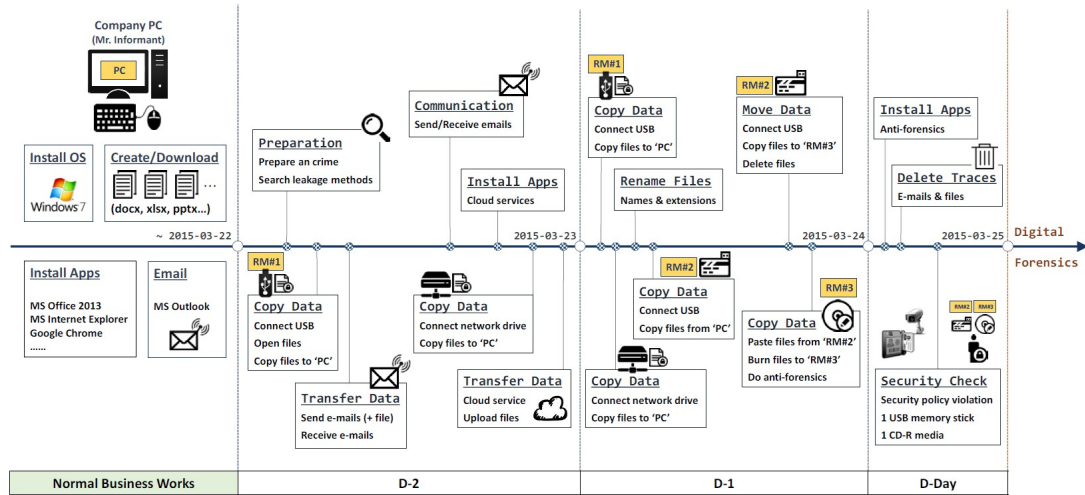 Company PC
(Mr. Informant)
PC
Install OS
Windows 7
Create/Download
...
(docx, xlsx, pptx...)
Preparation
Prepare an crime
Search leakage methods
Communication
Send/Receive emails
Install Apps
Cloud services
RM#1
Copy Data
Connect USB
Copy files to ‘PC’
Rename Files
Names & extensions
RM#2
Move Data
Connect USB
Copy files to ‘RM#3’
Delete files
Install Apps
Anti-forensics
Delete Traces
E-mails & files
~ 2015-03-22
2015-03-23
2015-03-24
2015-03-25
Digital
Forensics
Install Apps
MS Office 2013
MS Internet Explorer
Google Chrome
......
Email
MS Outlook
RM#1
Copy Data
Connect USB
Open files
Copy files to ‘PC’
Transfer Data
Send e-mails (+ file)
Receive e-mails
Copy Data
Connect network drive
Copy files to ‘PC’
Transfer Data
Cloud service
Upload files
RM#2
Copy Data
Connect USB
Copy files from ‘PC’
Copy Data
Connect network drive
Copy files to ‘PC’
RM#3
Copy Data
Paste files from ‘RM#2’
Burn files to ‘RM#3’
Do anti-forensics
RM#2 RM#3
Security Check
Security policy violation
1 USB memory stick
1 CD-R media
Normal Business Works
D-2
D-1
D-Day